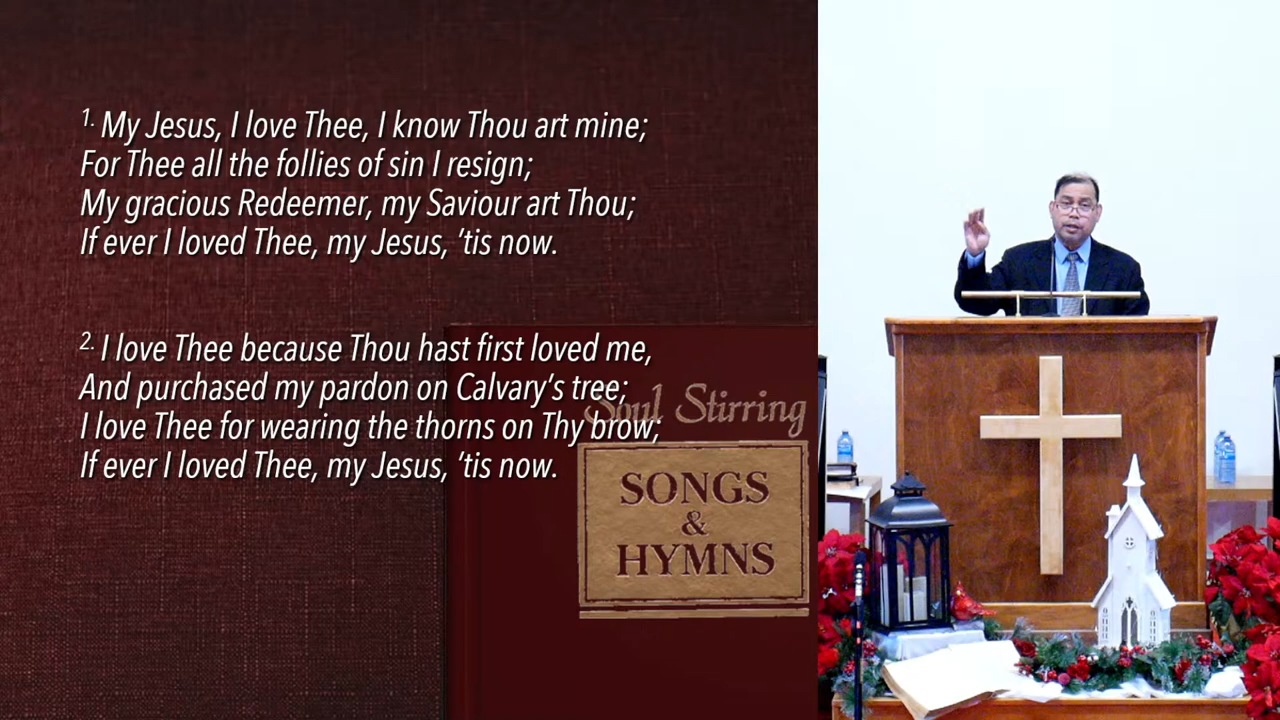 1. My Jesus, I love Thee, I know Thou art mine;
For Thee all the follies of sin I resign;
My gracious Redeemer, my Saviour art Thou;
If ever I loved Thee, my Jesus, ’tis now.
2. I love Thee because Thou hast first loved me,
And purchased my pardon on Calvary’s tree;
I love Thee for wearing the thorns on Thy brow;
If ever I loved Thee, my Jesus, ’tis now.
Soul Stirring
SONGS
&
HYMNS